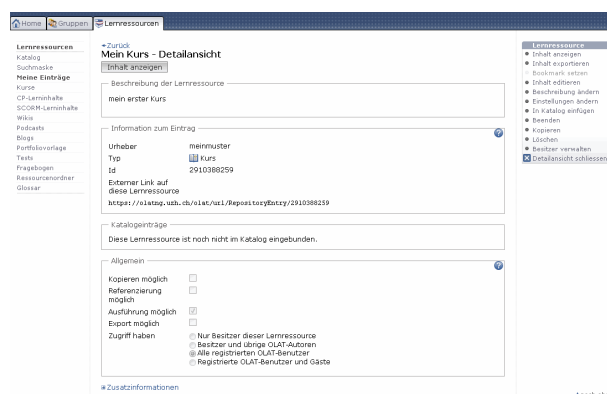 Home
Gruppen
Lernressourcen
Lernressourcen
Katalog
Suchmaske
Meine Einträge
Kurse
CP-Lerninhalte
SCORM-Lerninhalte
Wikis
Podcasts
Blogs
Portfoliovorlage
Tests
Fragebogen
Ressourcenordner
Glossar
Zurück
Mein Kurs - Detailansicht
Inhalt anzeigen
Beschreibung der Lernressource
mein erster Kurs
Information zum Eintrag
Urheber meinmuster
Typ Kurs
Id 2910388259
Externer Link auf
diese Lernressource
https://olatng.uzh.ch/olat/url/RepositoryEntry/2910388259
Katalogeinträge
Diese Lernressource ist noch nicht im Katalog eingebunden.
Allgemein
Kopieren möglich
Referenzierung
möglich
Ausführung möglich
Export möglich
Zugriff haben Nur Besitzer dieser Lernressource
Besitzer und übrige OLAT-Autoren
Alle registrierten OLAT-Benutzer
Registrierte OLAT-Benutzer und Gäste
Zusatzinformationen
Lernressource
Inhalt anzeigen
Inhalt exportieren
Bookmark setzen
Inhalt editieren
Beschreibung ändern
Einstellungen ändern
In Katalog einfügen
Beenden
Kopieren
Löschen
Besitzer verwalten
Detailansicht schliessen